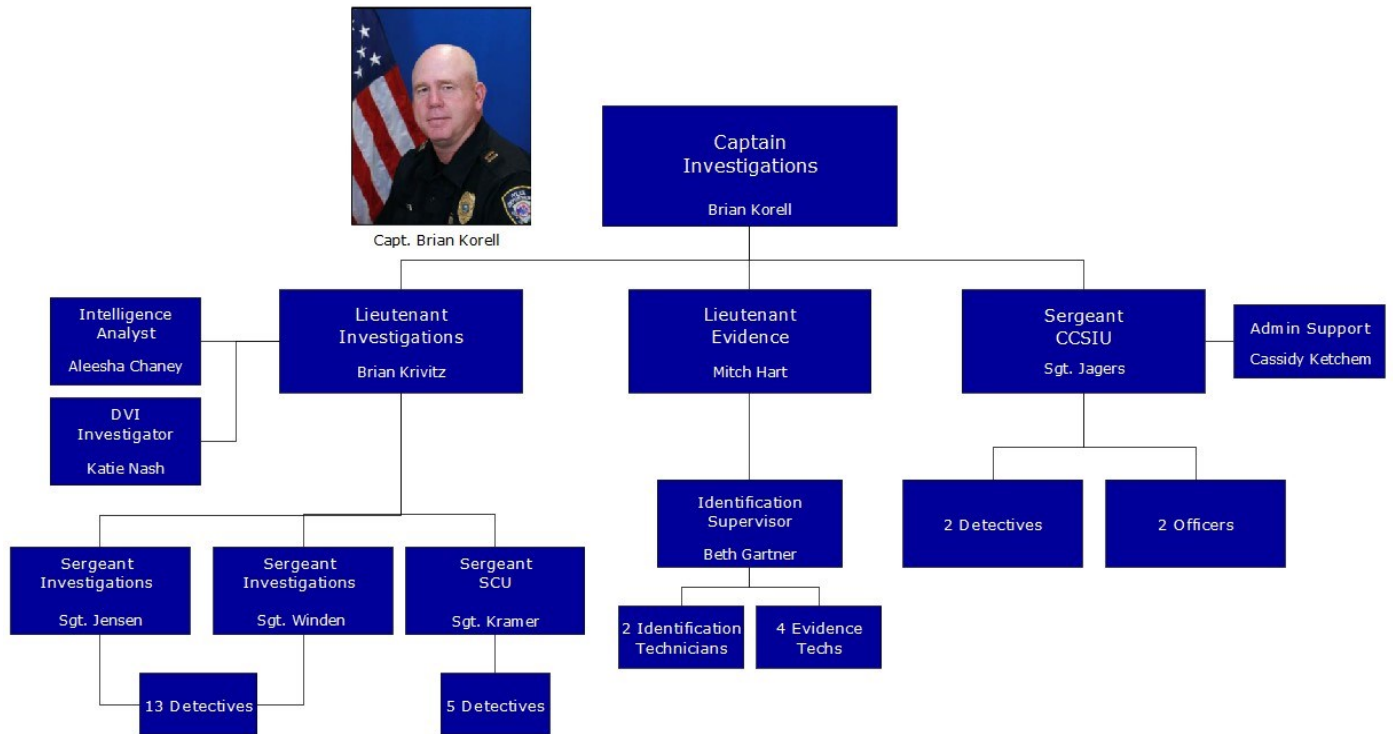 Captain
Investigations
Brian Korell
Capt. Brian Korell
Intelligence
Analyst
Aleesha Chaney
Lieutenant
Investigations
Brian Krivitz
Lieutenant
Evidence
Mitch Hart
Sergeant
CCSIU
Sgt. Jagers
Admin Support
Cassidy Ketchem
DVI
Investigator
Katie Nash
Identification
Supervisor
Beth Gartner
2 Detectives
2 Officers
Sergeant
Investigations
Sgt. Jensen
Sergeant
Investigations
Sgt. Winden
Sergeant
SCU
Sgt. Kramer
2 Identification
Technicians
4 Evidence
Techs
13 Detectives
5 Detectives